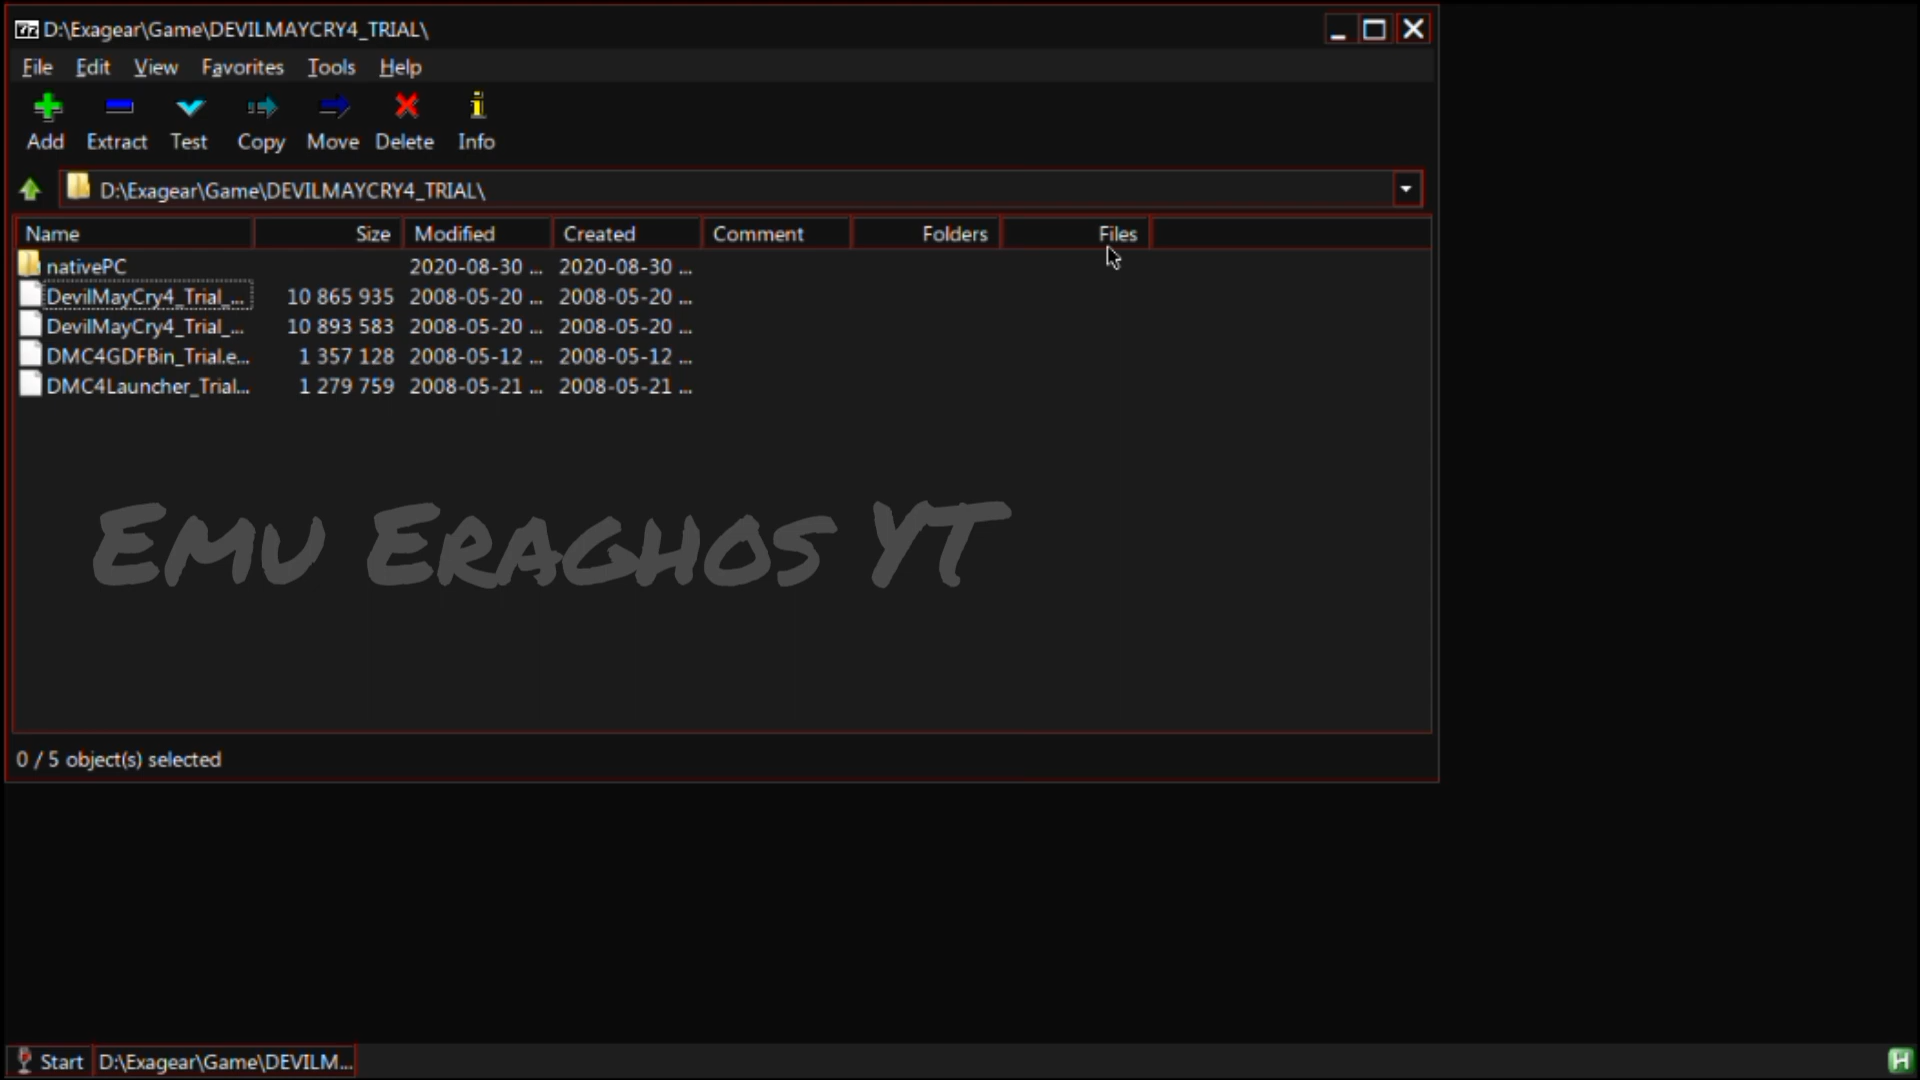 D:\Exagear\Game\DEVILMAYCRY4_TRIAL\
File Edit View Favorites Tools Help
Add Extract Test Copy Move Delete Info
D:\Exagear\Game\DEVILMAYCRY4_TRIAL\
Name Size Modified Created Comment Folders Files
nativePC 2020-08-30 ... 2020-08-30 ...
DevilMayCry4_Trial_... 10 865 935 2008-05-20 ... 2008-05-20 ...
DevilMayCry4_Trial_... 10 893 583 2008-05-20 ... 2008-05-20 ...
DMC4GDFBin_Trial.e... 1 357 128 2008-05-12 ... 2008-05-12 ...
DMC4Launcher_Trial... 1 279 759 2008-05-21 ... 2008-05-21 ...
Emu Eraghos YT
0 / 5 object(s) selected
Start D:\Exagear\Game\DEVILM... H